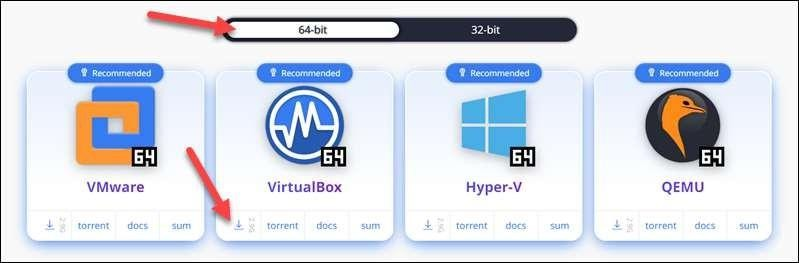 64-bit 32-bit
Recommended Recommended Recommended Recommended
64 64 64 64
VMware VirtualBox Hyper-V QEMU
2.9G torrent docs sum 2.9G torrent docs sum 2.9G torrent docs sum 2.9G torrent docs sum